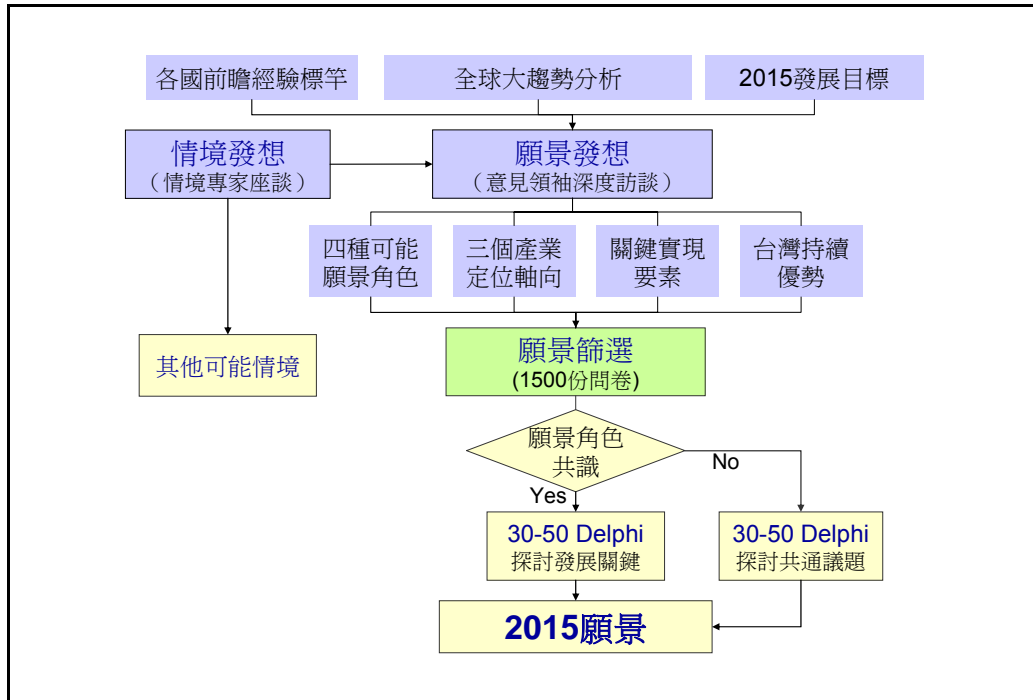 各國前瞻經驗標竿
全球大趨勢分析
2015發展目標
情境發想
（情境專家座談）
願景發想
（意見領袖深度訪談）
四種可能
願景角色
三個產業
定位軸向
關鍵實現
要素
台灣持續
優勢
其他可能情境
願景篩選
(1500份問卷)
願景角色
共識
No
Yes
30-50 Delphi
探討發展關鍵
30-50 Delphi
探討共通議題
2015願景